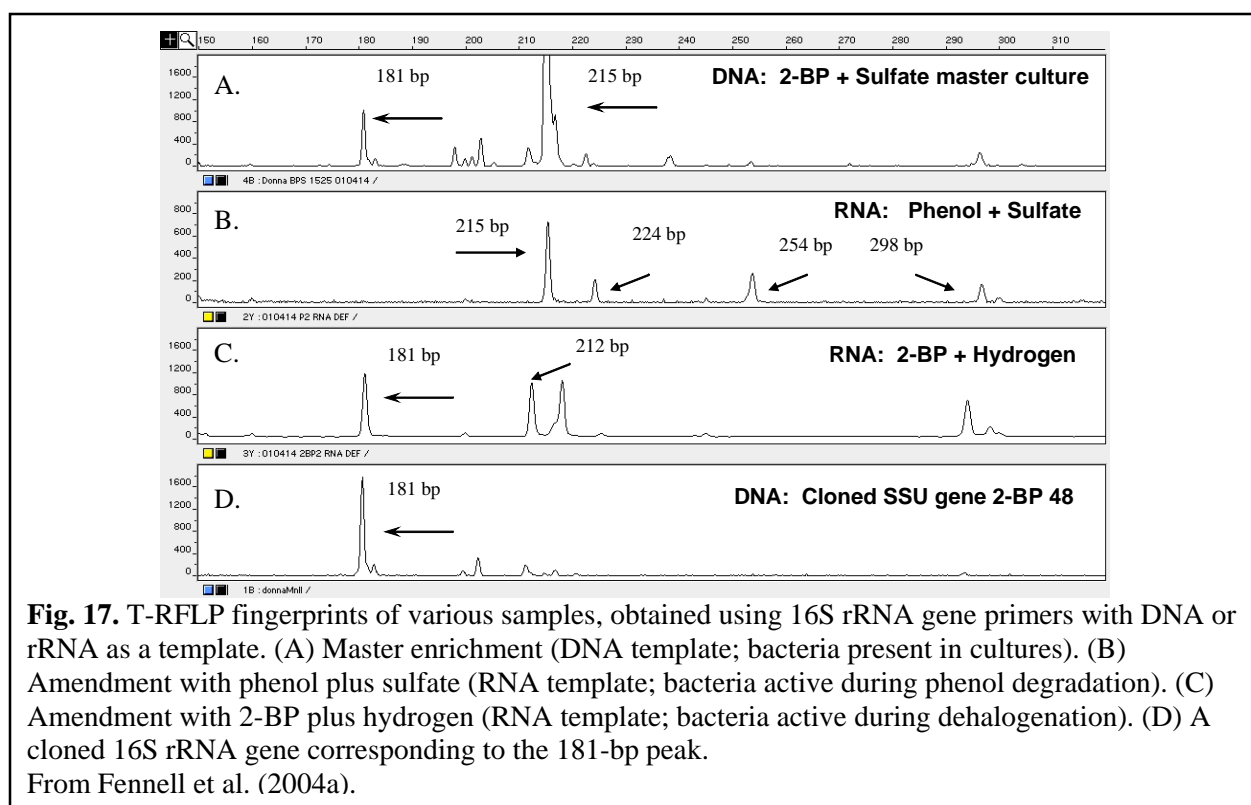 150 160 170 180 190 200 210 220 230 240 250 260 270 280 290 300 310
A. 181 bp 215 bp DNA: 2-BP + Sulfate master culture
1600
1200
800
400
0
4B : Donna BPS 1525 010414 /
B. 215 bp 224 bp 254 bp 298 bp RNA: Phenol + Sulfate
800
600
400
200
0
2Y : 010414 P2 RNA DEF /
C. 181 bp 212 bp RNA: 2-BP + Hydrogen
1600
1200
800
400
0
3Y : 010414 2BP2 RNA DEF /
D. 181 bp DNA: Cloned SSU gene 2-BP 48
1600
1200
800
400
0
1B : donnaMnlI /
Fig. 17. T-RFLP fingerprints of various samples, obtained using 16S rRNA gene primers with DNA or
rRNA as a template. (A) Master enrichment (DNA template; bacteria present in cultures). (B)
Amendment with phenol plus sulfate (RNA template; bacteria active during phenol degradation). (C)
Amendment with 2-BP plus hydrogen (RNA template; bacteria active during dehalogenation). (D) A
cloned 16S rRNA gene corresponding to the 181-bp peak.
From Fennell et al. (2004a).